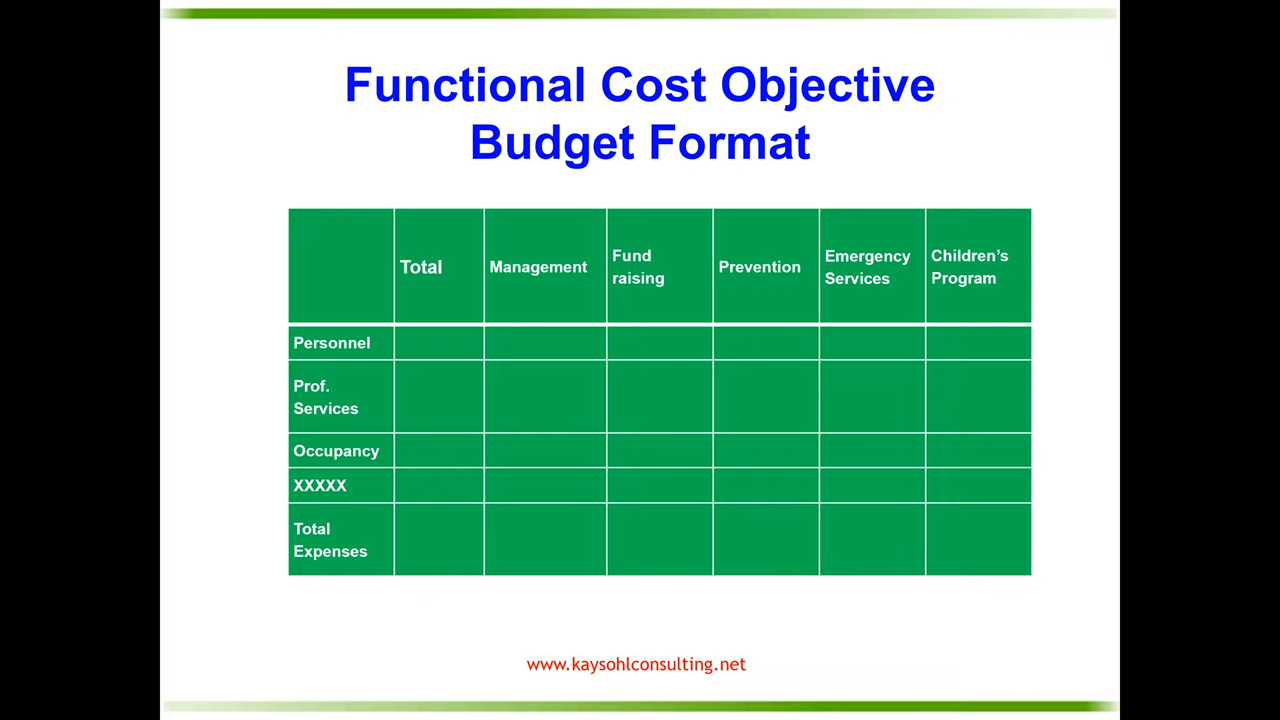 Functional Cost Objective
Budget Format
Total
Management
Fund
raising
Prevention
Emergency
Services
Children’s
Program
Personnel
Prof.
Services
Occupancy
XXXXX
Total
Expenses
www.kaysohlconsulting.net